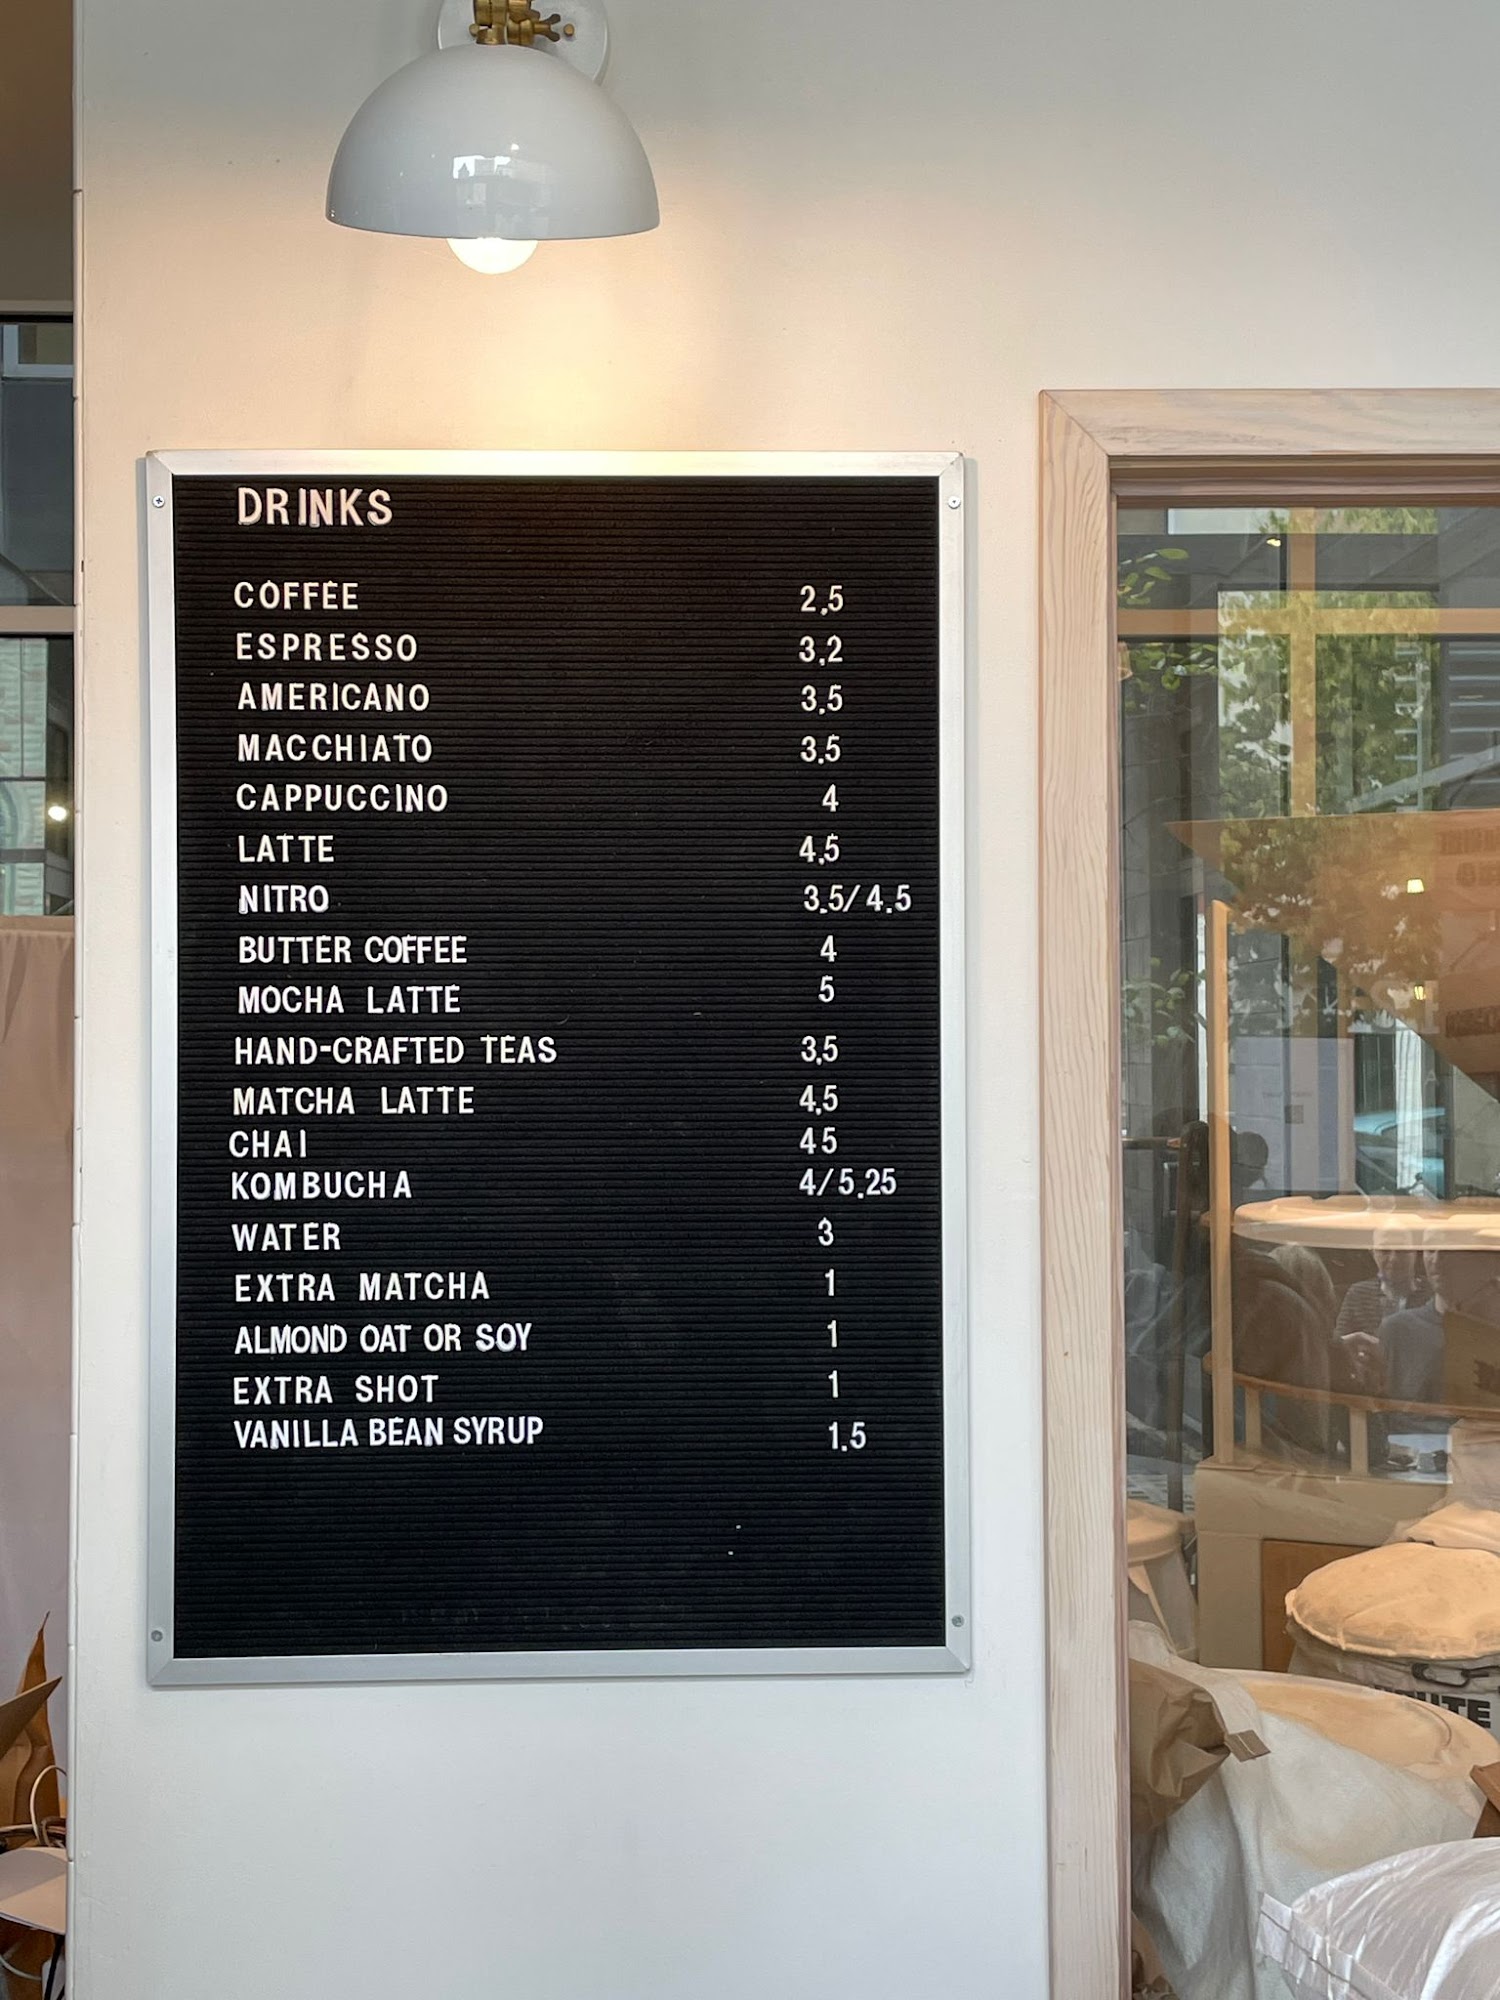 DRINKS
COFFEE 2.5
ESPRESSO 3.2
AMERICANO 3.5
MACCHIATO 3.5
CAPPUCCINO 4
LATTE 4.5
NITRO 3.5/4.5
BUTTER COFFEE 4
MOCHA LATTE 5
HAND-CRAFTED TEAS 3.5
MATCHA LATTE 4.5
CHAI 45
KOMBUCHA 4/5.25
WATER 3
EXTRA MATCHA 1
ALMOND OAT OR SOY 1
EXTRA SHOT 1
VANILLA BEAN SYRUP 1.5